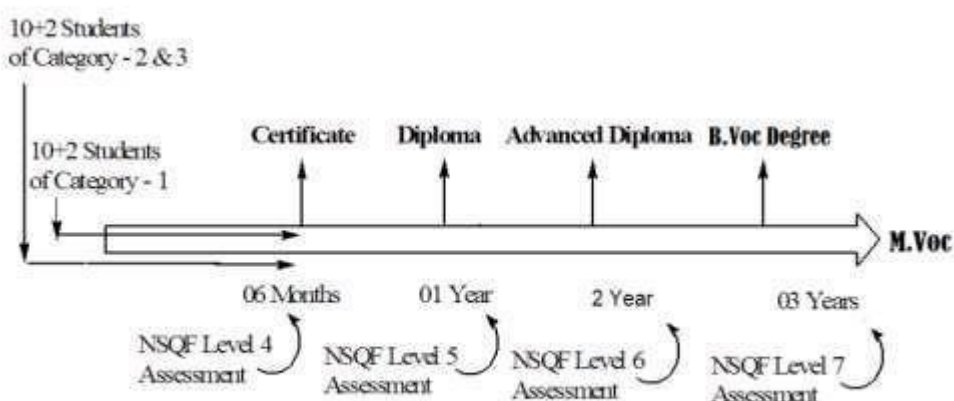 10+2 Students
of Category - 2 & 3
10+2 Students
of Category - 1
Certificate
Diploma
Advanced Diploma
B.Voc Degree
M.Voc
06 Months
01 Year
2 Year
03 Years
NSQF Level 4
Assessment
NSQF Level 5
Assessment
NSQF Level 6
Assessment
NSQF Level 7
Assessment